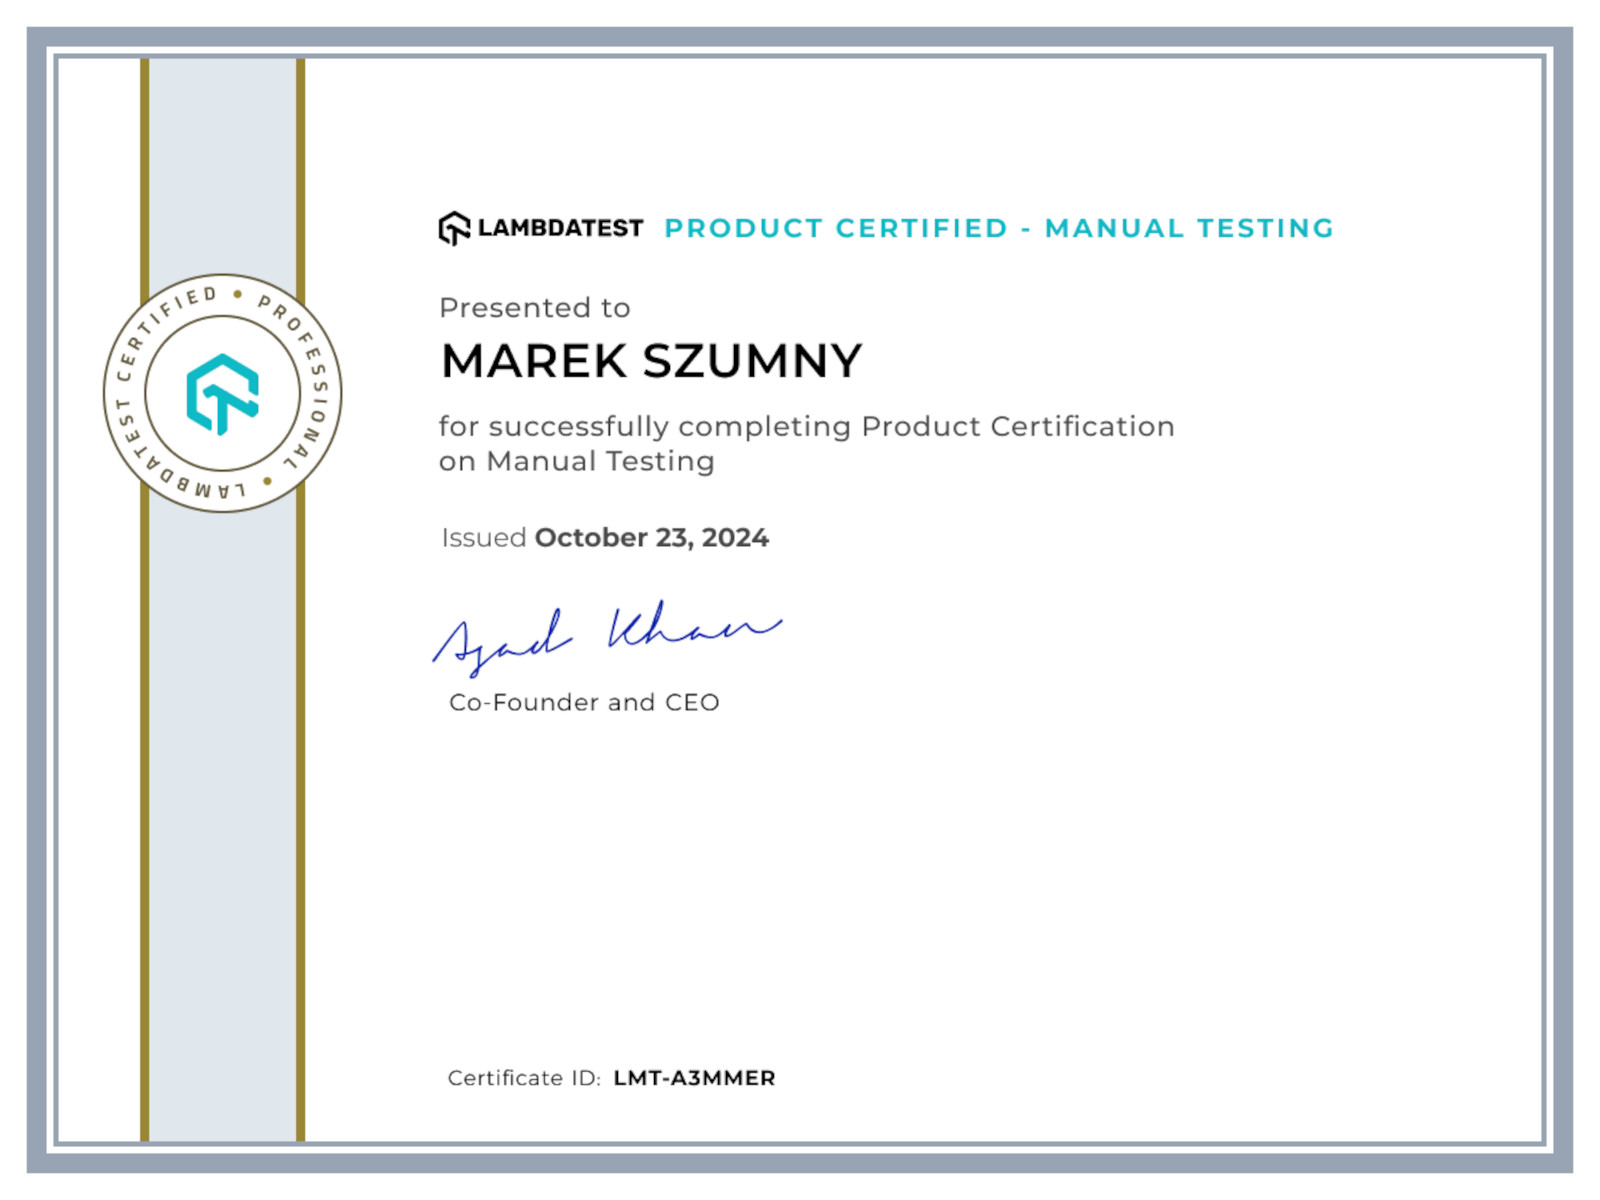 LAMBDATEST PRODUCT CERTIFIED - MANUAL TESTING
LAMBDATEST CERTIFIED • PROFESSIONAL •
Presented to
MAREK SZUMNY
for successfully completing Product Certification
on Manual Testing
Issued October 23, 2024
Azad Khan
Co-Founder and CEO
Certificate ID: LMT-A3MMER